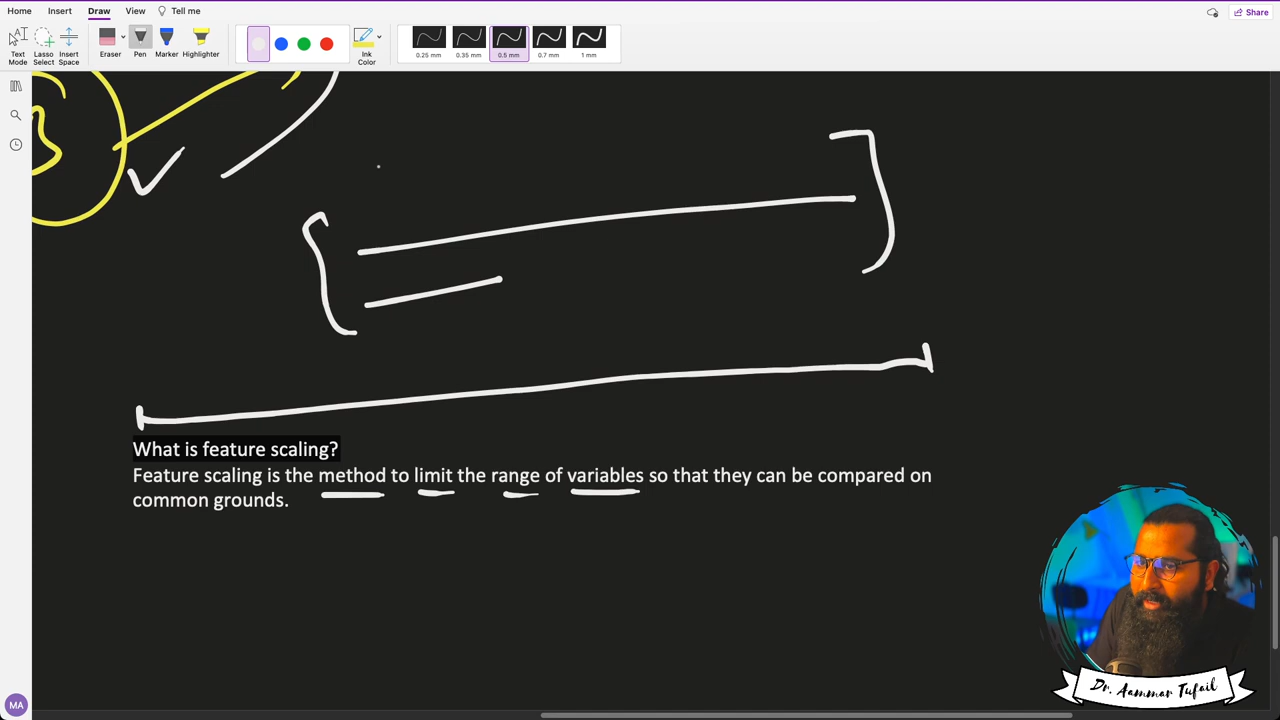 Home Insert Draw View Tell me Share
Eraser Pen Marker Highlighter
Text Mode
Lasso Select
Insert Space
Ink Color
0.25 mm 0.35 mm 0.5 mm 0.7 mm 1 mm
3
What is feature scaling?
Feature scaling is the method to limit the range of variables so that they can be compared on
common grounds.
Dr. Aammar Tufail
MA